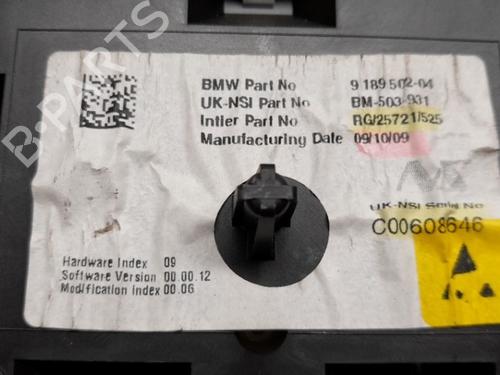 BMW Part No 9 189 502-04
UK-NSI Part No BM-503-931
Intier Part No RG/25721/525
Manufacturing Date 09/10/09
UK-NSI Serial No
C00608646
Hardware Index 09
Software Version 00.00.12
Modification Index 00.06
B-PARTS